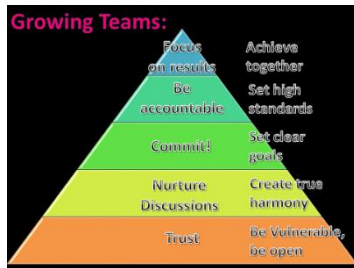 Growing Teams:
Focus
on results
Achieve
together
Be
accountable
Set high
standards
Commit!
Set clear
goals
Nurture
Discussions
Create true
harmony
Trust
Be Vulnerable,
be open